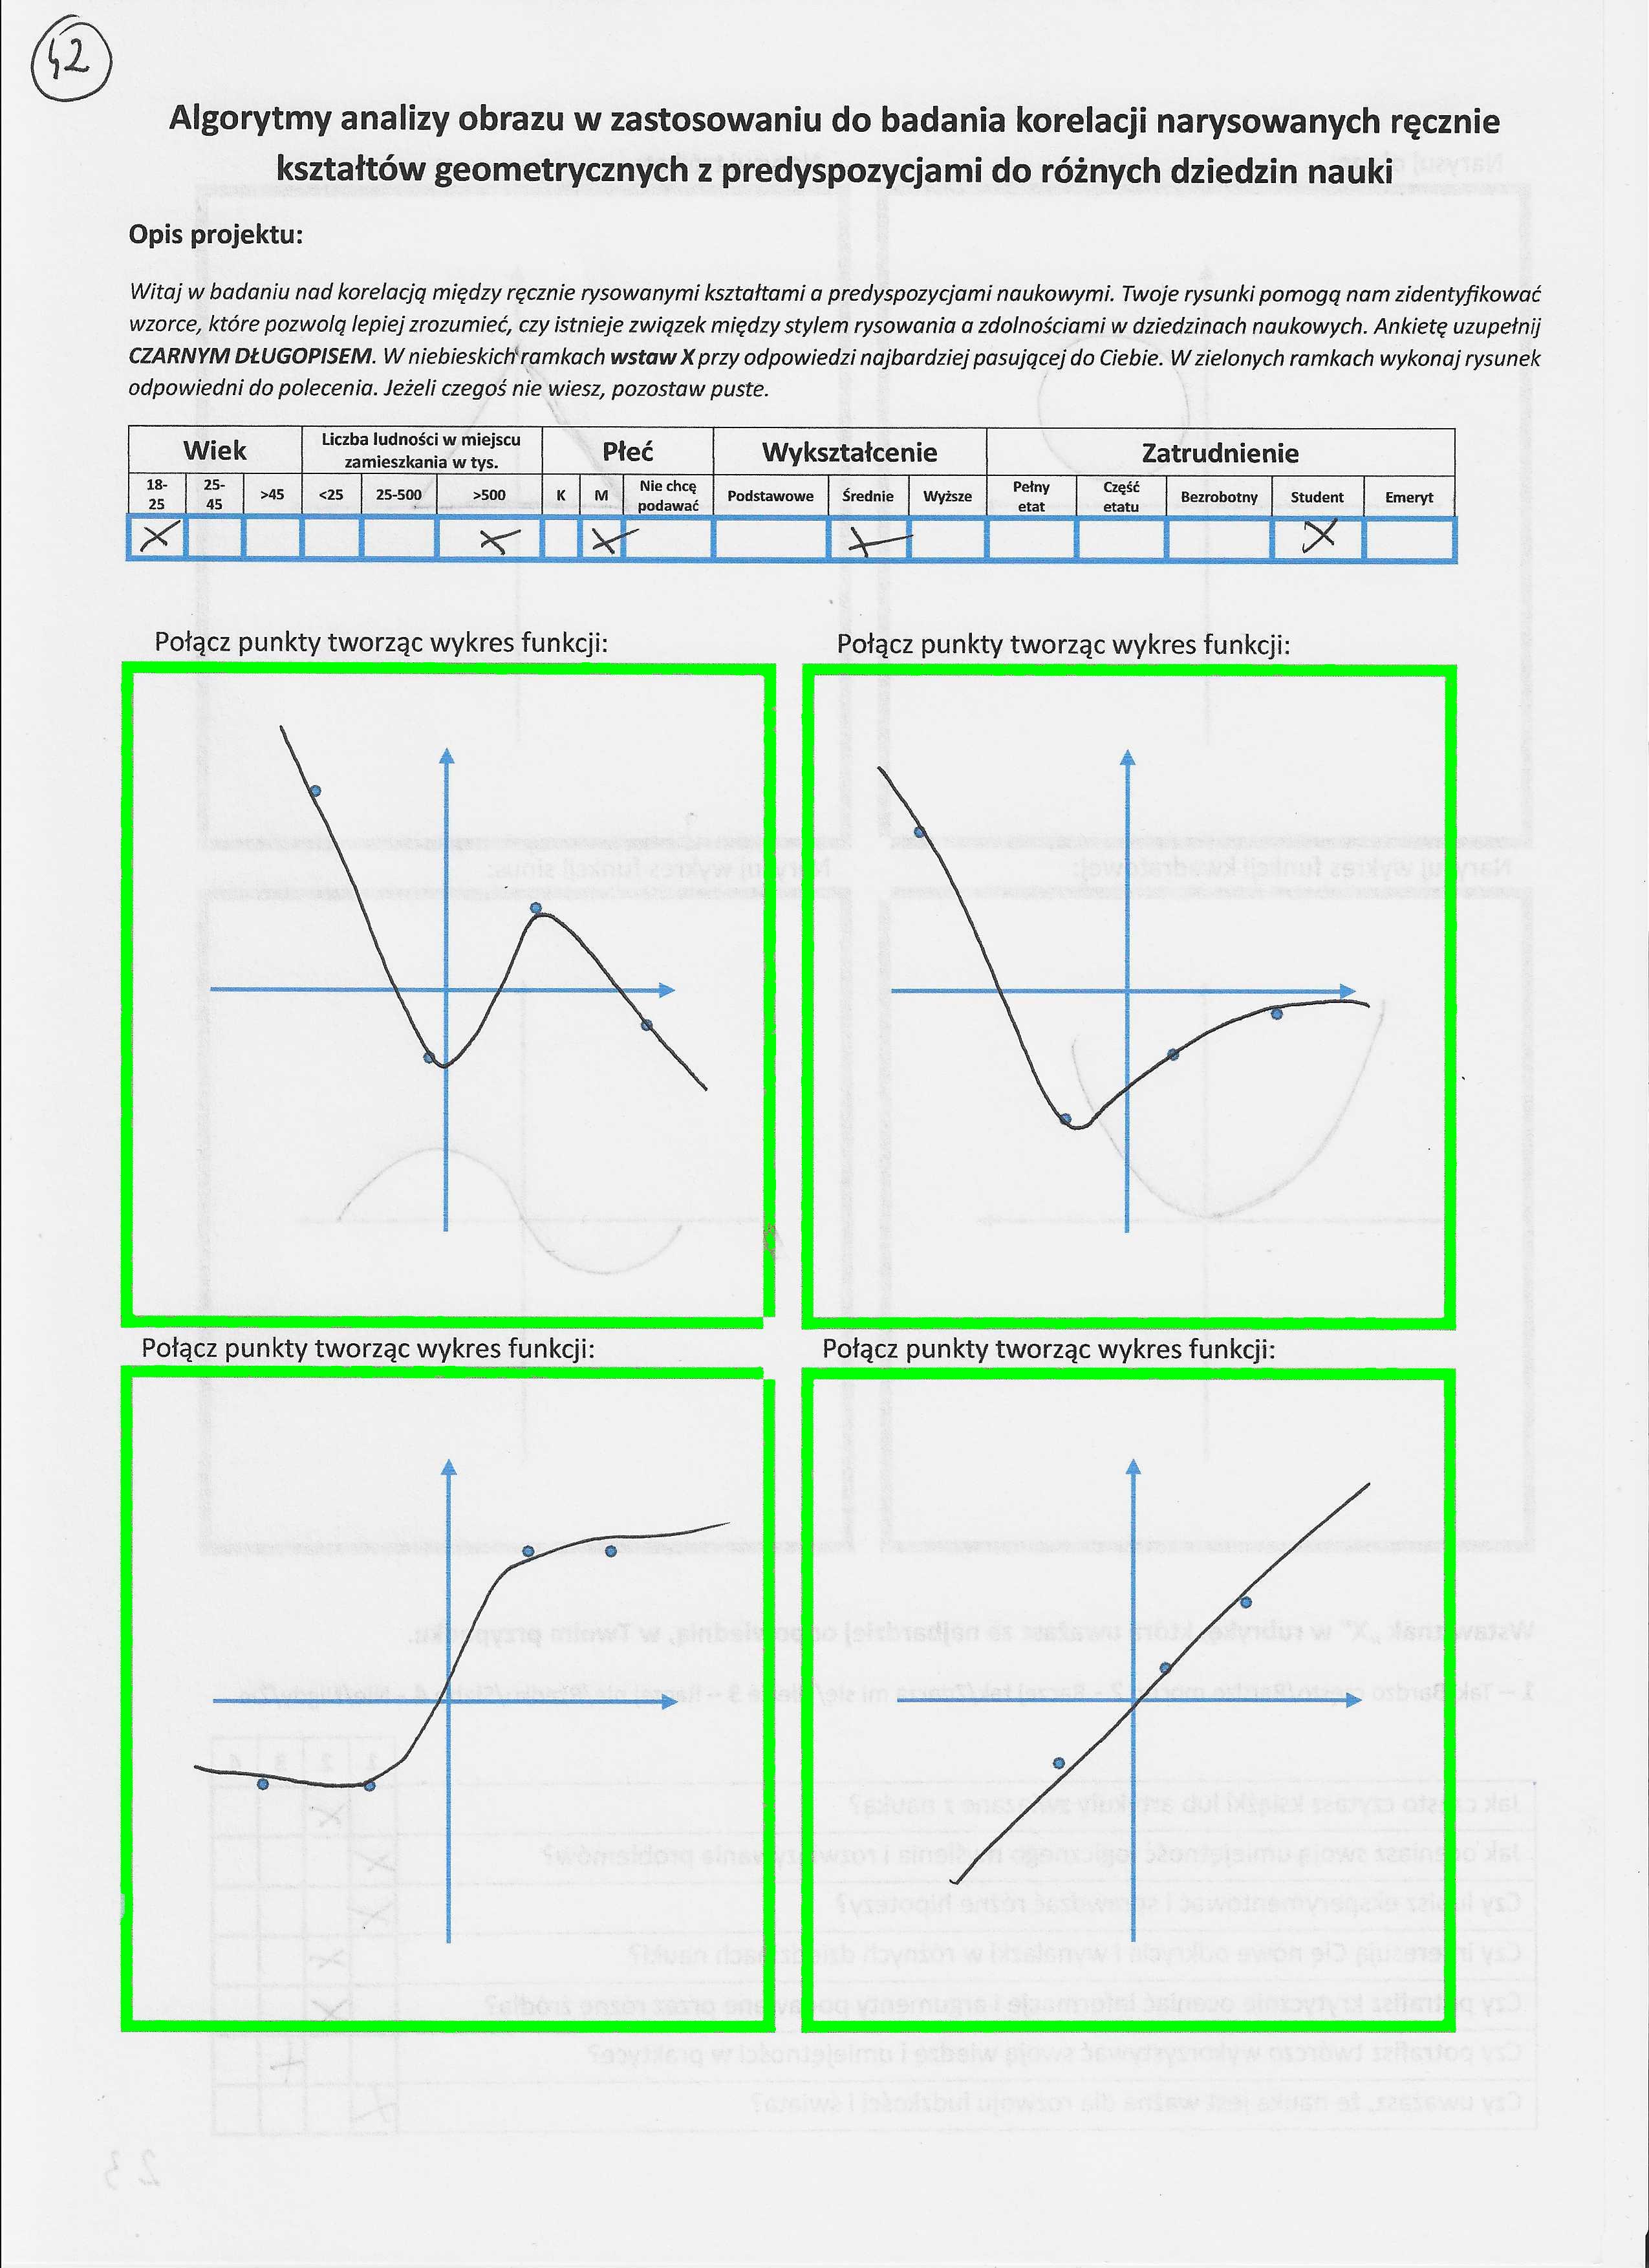 42
Algorytmy analizy obrazu w zastosowaniu do badania korelacji narysowanych ręcznie
kształtów geometrycznych z predyspozycjami do różnych dziedzin nauki
Opis projektu:
Witaj w badaniu nad korelacją między ręcznie rysowanymi kształtami a predyspozycjami naukowymi. Twoje rysunki pomogą nam zidentyfikować
wzorce, które pozwolą lepiej zrozumieć, czy istnieje związek między stylem rysowania a zdolnościami w dziedzinach naukowych. Ankietę uzupełnij
CZARNYM DŁUGOPISEM. W niebieskich ramkach wstaw X przy odpowiedzi najbardziej pasującej do Ciebie. W zielonych ramkach wykonaj rysunek
odpowiedni do polecenia. Jeżeli czegoś nie wiesz, pozostaw puste.
Wiek Liczba ludności w miejscu zamieszkania w tys. Płeć Wykształcenie Zatrudnienie
18-25 25-45 >45 <25 25-500 >500 K M Nie chcę podawać Podstawowe Średnie Wyższe Pełny etat Część etatu Bezrobotny Student Emeryt
X X X X X
Połącz punkty tworząc wykres funkcji: Połącz punkty tworząc wykres funkcji:
Połącz punkty tworząc wykres funkcji: Połącz punkty tworząc wykres funkcji: